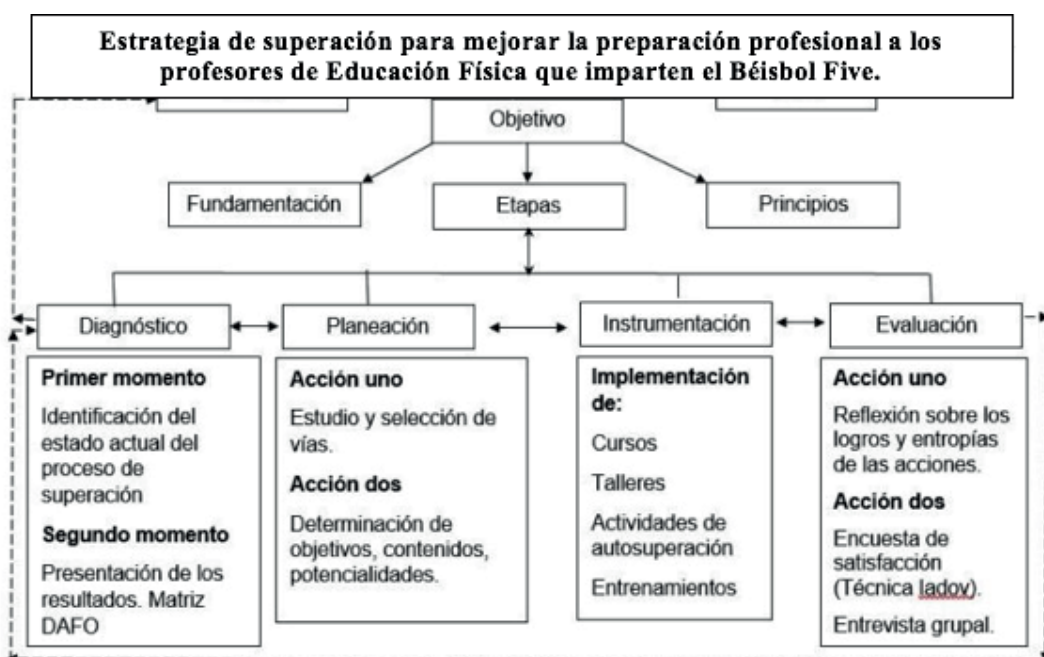 Estrategia de superación para mejorar la preparación profesional a los
profesores de Educación Física que imparten el Béisbol Five.
Objetivo
Fundamentación
Etapas
Principios
Diagnóstico
Planeación
Instrumentación
Evaluación
Primer momento
Identificación del
estado actual del
proceso de
superación
Segundo momento
Presentación de los
resultados. Matriz
DAFO
Acción uno
Estudio y selección de
vías.
Acción dos
Determinación de
objetivos, contenidos,
potencialidades.
Implementación
de:
Cursos
Talleres
Actividades de
autosuperación
Entrenamientos
Acción uno
Reflexión sobre los
logros y entropías
de las acciones.
Acción dos
Encuesta de
satisfacción
(Técnica Iadov).
Entrevista grupal.